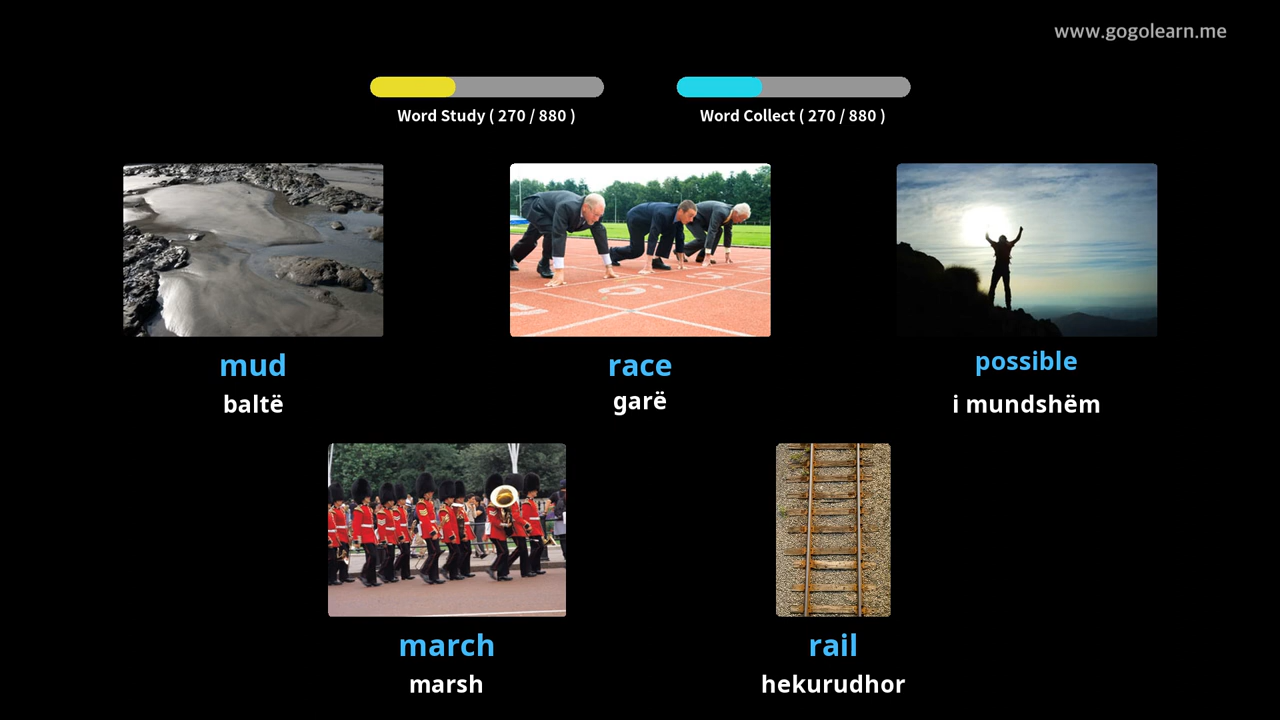 www.gogolearn.me
Word Study ( 270 / 880 )
Word Collect ( 270 / 880 )
mud
baltë
race
garë
possible
i mundshëm
march
marsh
rail
hekurudhor